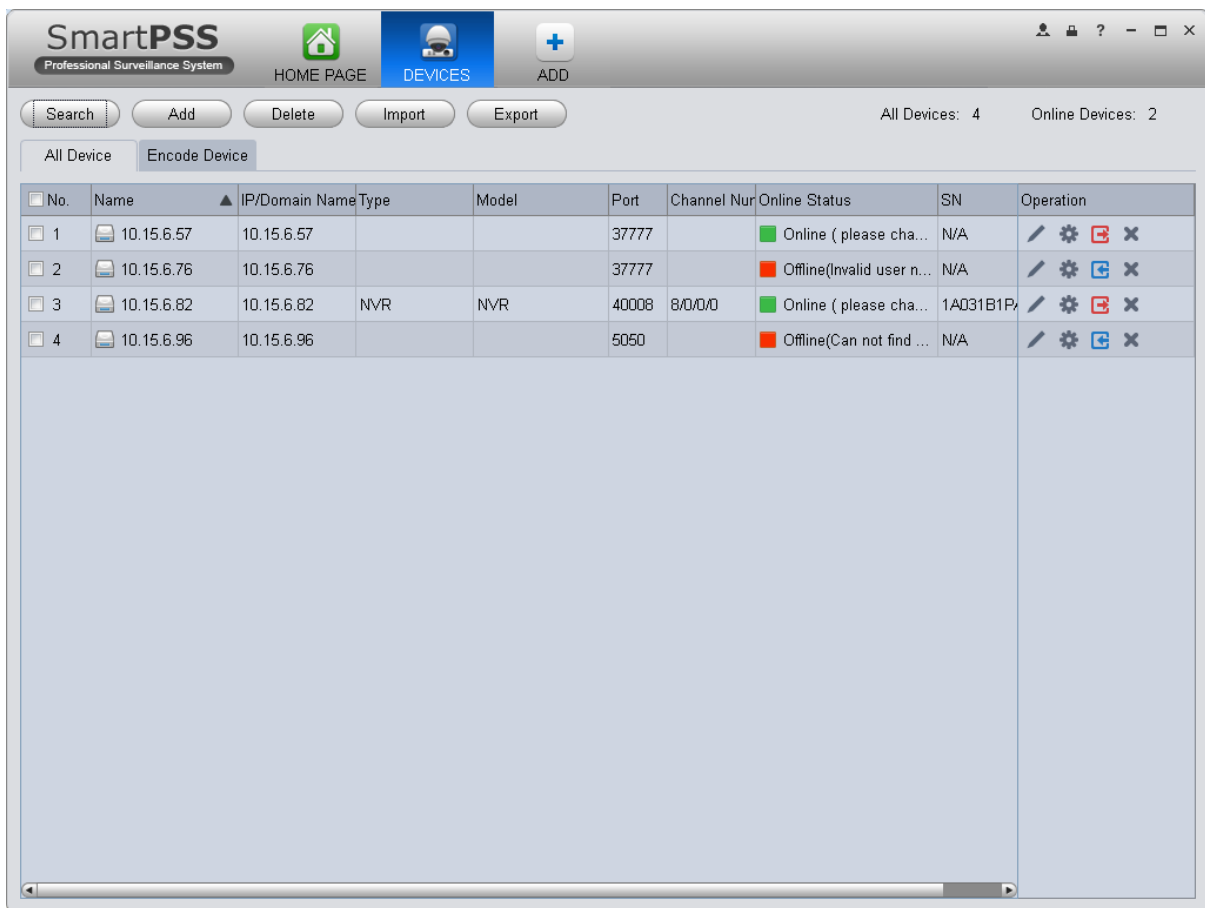 SmartPSS
Professional Surveillance System
HOME PAGE
DEVICES
ADD
?
Search Add Delete Import Export All Devices: 4 Online Devices: 2
All Device Encode Device
No. Name IP/Domain Name Type Model Port Channel Nur Online Status SN Operation
1 10.15.6.57 10.15.6.57 37777 Online ( please cha... N/A
2 10.15.6.76 10.15.6.76 37777 Offline(Invalid user n... N/A
3 10.15.6.82 10.15.6.82 NVR NVR 40008 8/0/0/0 Online ( please cha... 1A031B1P
4 10.15.6.96 10.15.6.96 5050 Offline(Can not find ... N/A